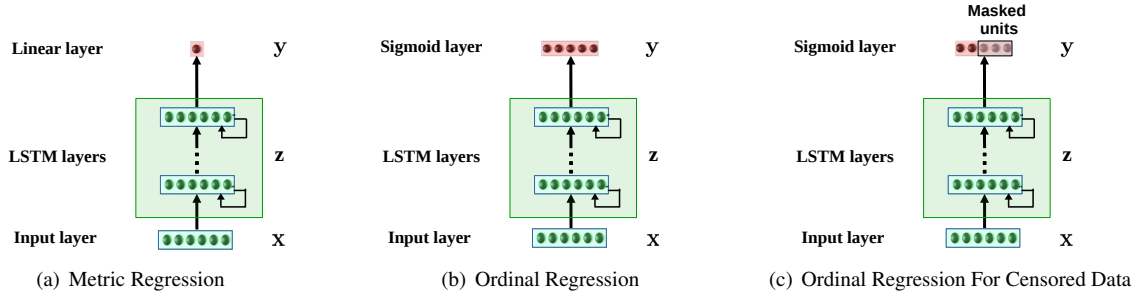 Linear layer
y
LSTM layers
z
Input layer
x
(a) Metric Regression
Sigmoid layer
y
LSTM layers
z
Input layer
x
(b) Ordinal Regression
Masked
units
Sigmoid layer
y
LSTM layers
z
Input layer
x
(c) Ordinal Regression For Censored Data